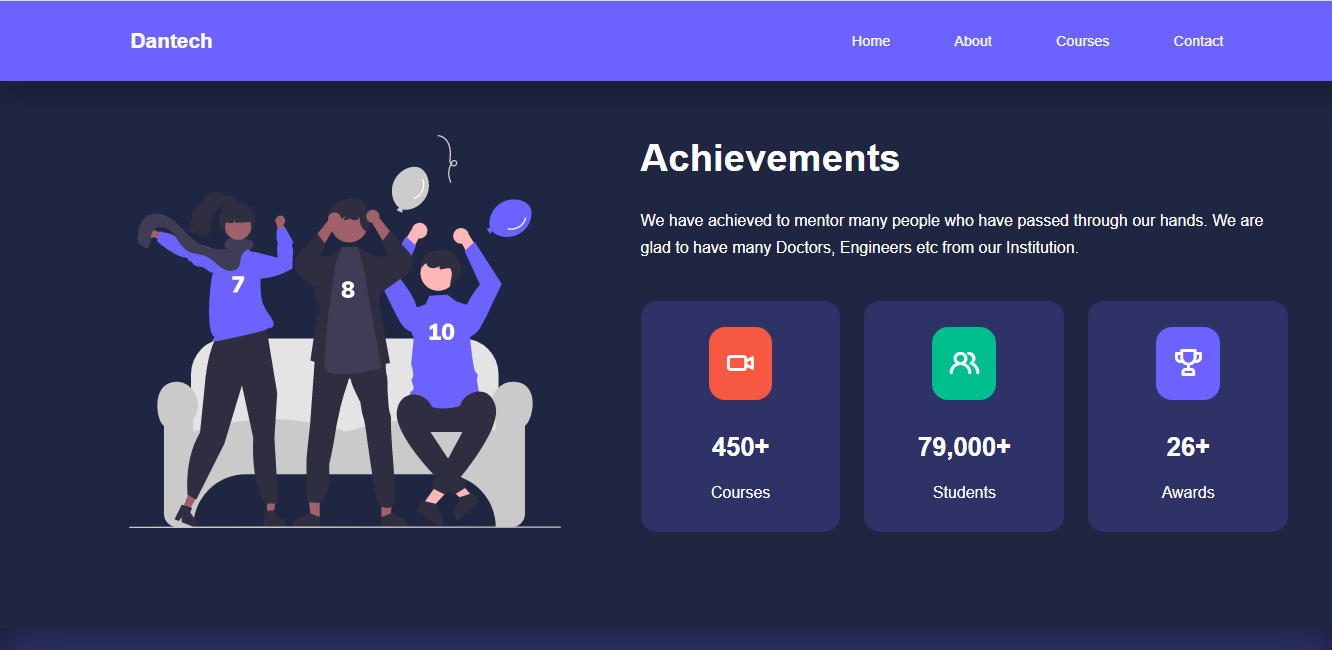 Dantech
Home
About
Courses
Contact
7
8
10
Achievements
We have achieved to mentor many people who have passed through our hands. We are
glad to have many Doctors, Engineers etc from our Institution.
450+
Courses
79,000+
Students
26+
Awards